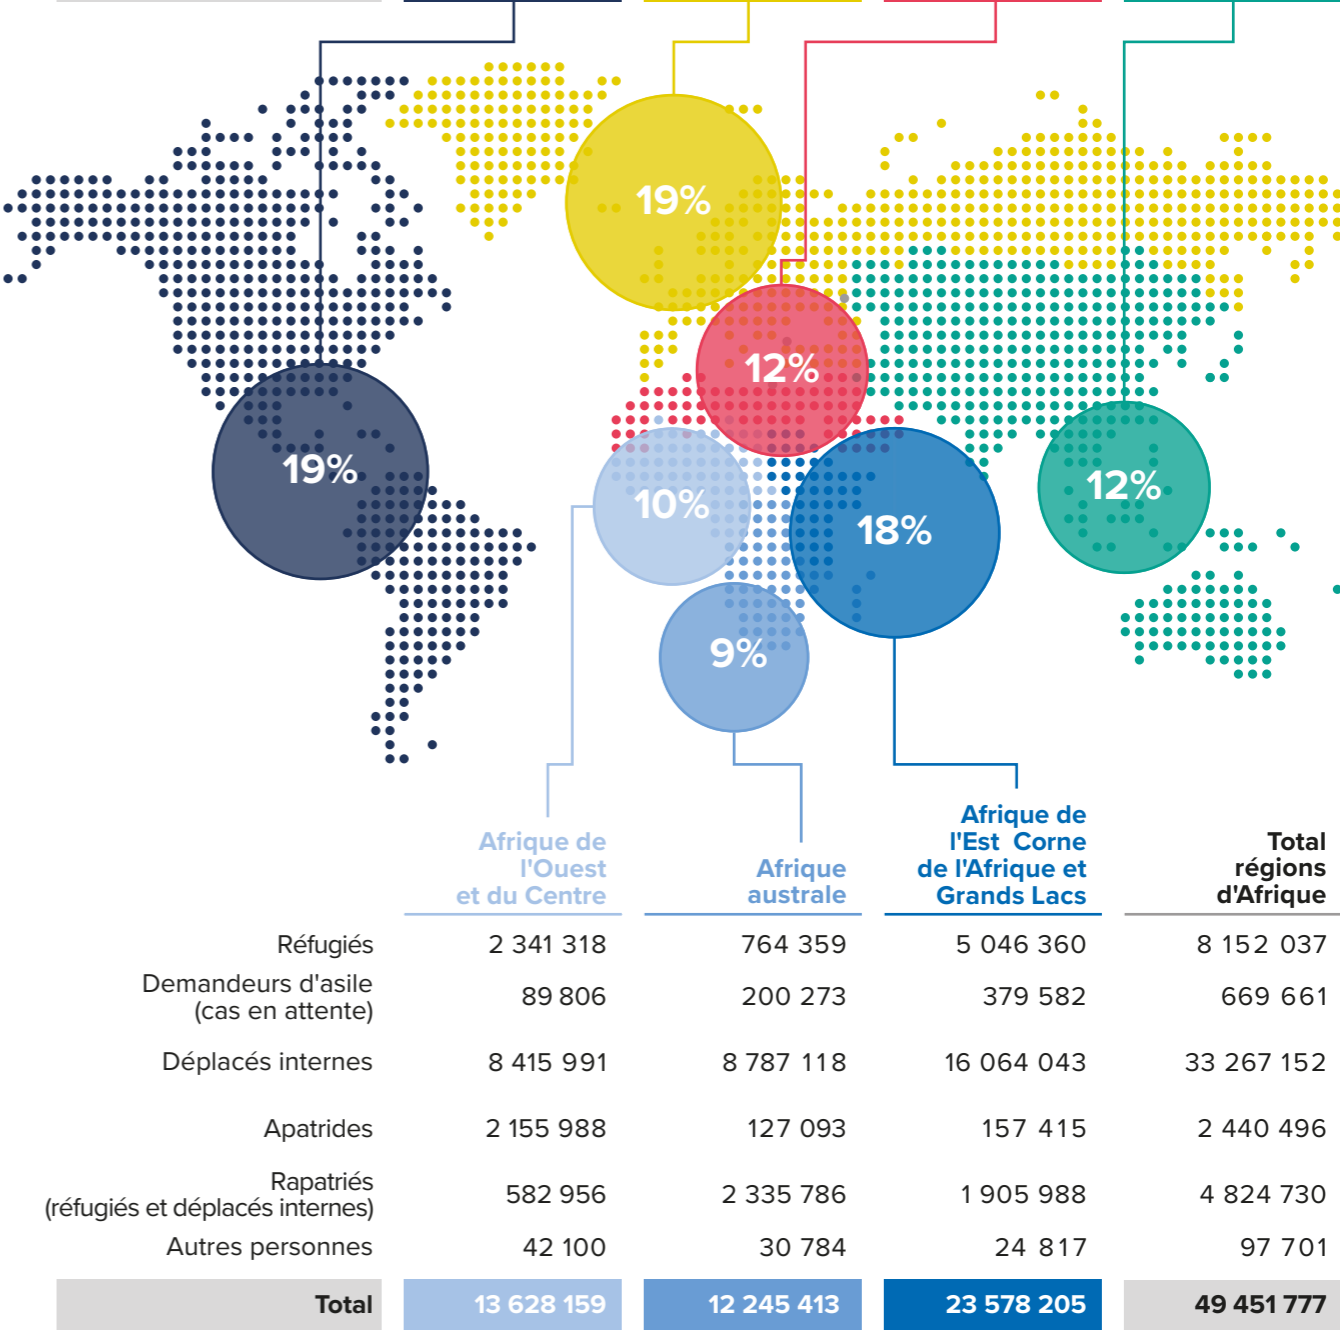 19%
12%
19%
10%
18%
12%
9%
Afrique de
l'Ouest
et du Centre
Afrique
australe
Afrique de
l'Est Corne
de l'Afrique et
Grands Lacs
Total
régions
d'Afrique
Réfugiés 2 341 318 764 359 5 046 360 8 152 037
Demandeurs d'asile
(cas en attente) 89 806 200 273 379 582 669 661
Déplacés internes 8 415 991 8 787 118 16 064 043 33 267 152
Apatrides 2 155 988 127 093 157 415 2 440 496
Rapatriés
(réfugiés et déplacés internes) 582 956 2 335 786 1 905 988 4 824 730
Autres personnes 42 100 30 784 24 817 97 701
Total 13 628 159 12 245 413 23 578 205 49 451 777